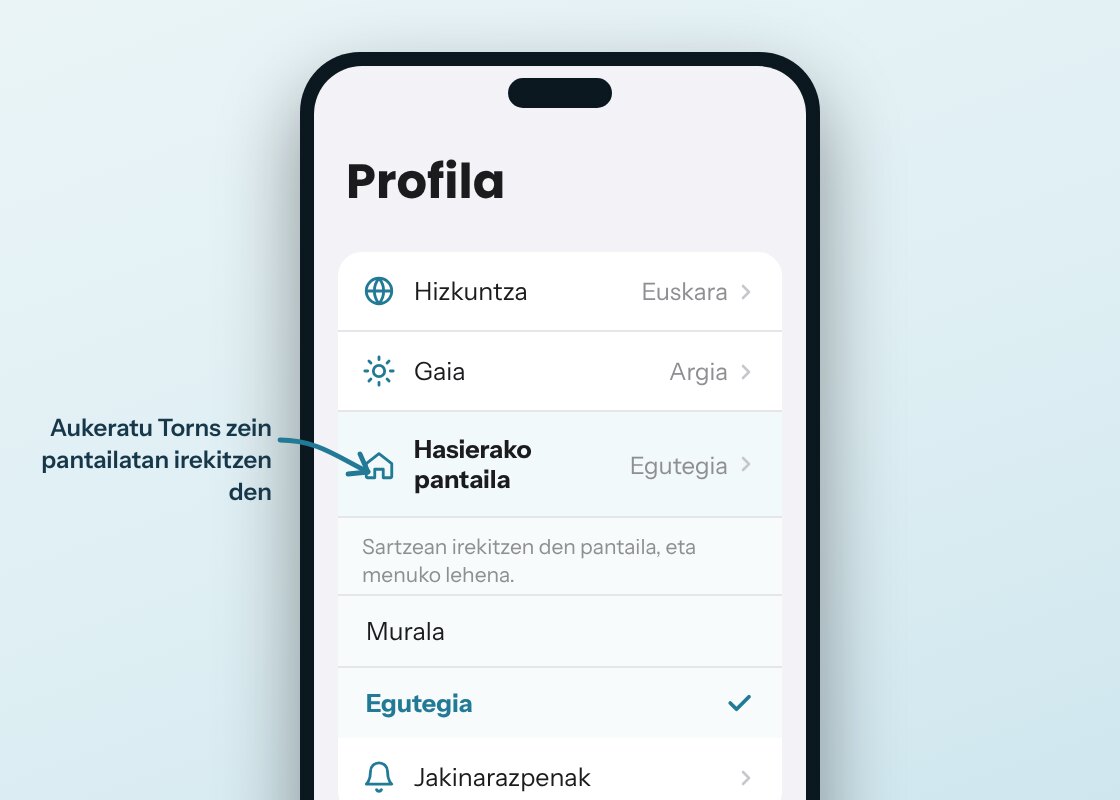 Profila
Hizkuntza Euskara
Gaia Argia
Aukeratu Torns zein
pantailatan irekitzen
den
Hasierako
pantaila
Egutegia
Sartzean irekitzen den pantaila, eta
menuko lehena.
Murala
Egutegia
Jakinarazpenak